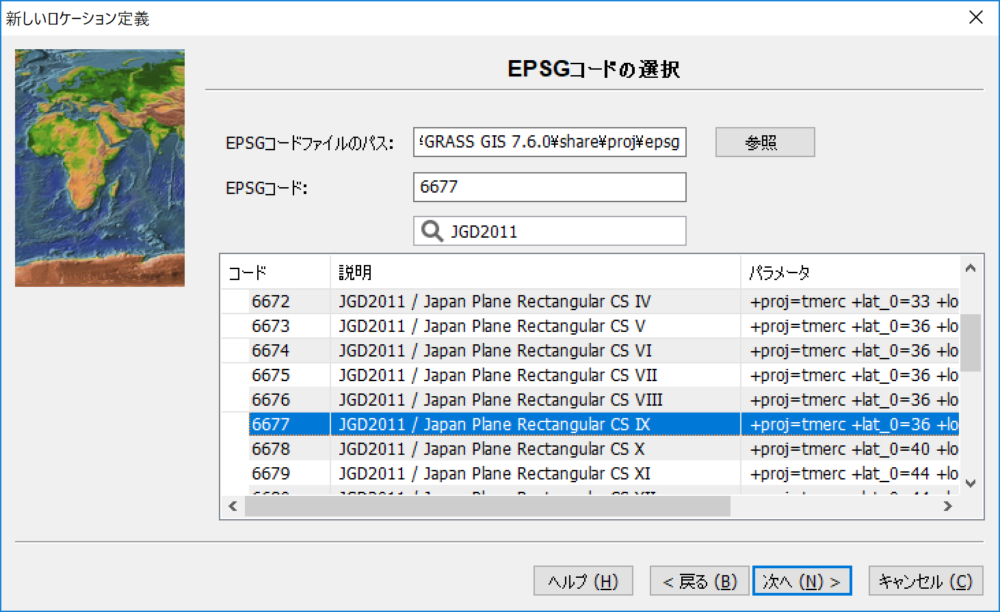 新しいロケーション定義
EPSGコードの選択
EPSGコードファイルのパス: GRASS GIS 7.6.0¥share¥proj¥epsg 参照
EPSGコード: 6677
JGD2011
コード 説明 パラメータ
6672 JGD2011 / Japan Plane Rectangular CS IV +proj=tmerc +lat_0=33 +lo
6673 JGD2011 / Japan Plane Rectangular CS V +proj=tmerc +lat_0=36 +lo
6674 JGD2011 / Japan Plane Rectangular CS VI +proj=tmerc +lat_0=36 +lo
6675 JGD2011 / Japan Plane Rectangular CS VII +proj=tmerc +lat_0=36 +lo
6676 JGD2011 / Japan Plane Rectangular CS VIII +proj=tmerc +lat_0=36 +lo
6677 JGD2011 / Japan Plane Rectangular CS IX +proj=tmerc +lat_0=36 +lo
6678 JGD2011 / Japan Plane Rectangular CS X +proj=tmerc +lat_0=40 +lo
6679 JGD2011 / Japan Plane Rectangular CS XI +proj=tmerc +lat_0=44 +lo
ヘルプ (H) < 戻る (B) 次へ (N) > キャンセル (C)